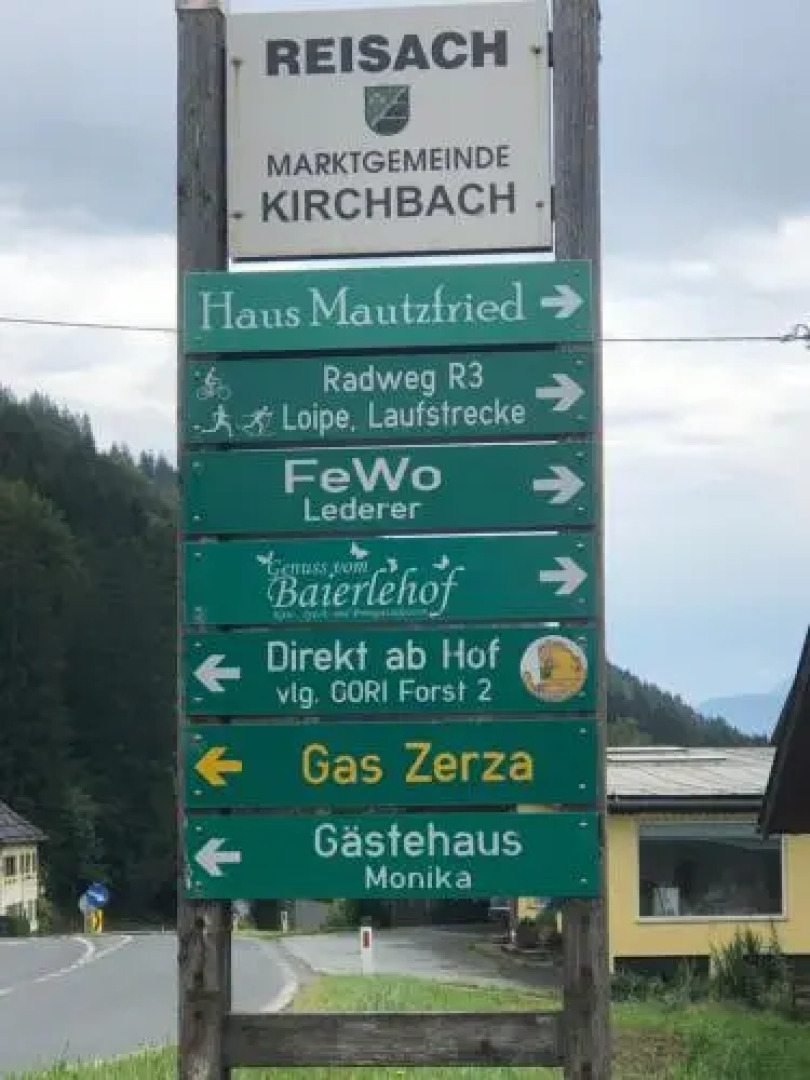 REISACH
MARKTGEMEINDE
KIRCHBACH
Haus Mautzfried
Radweg R3
Loipe, Laufstrecke
FeWo
Lederer
Genuss vom
Baierlehof
Direkt ab Hof
vlg. GORI Forst 2
Gas Zerza
Gästehaus
Monika